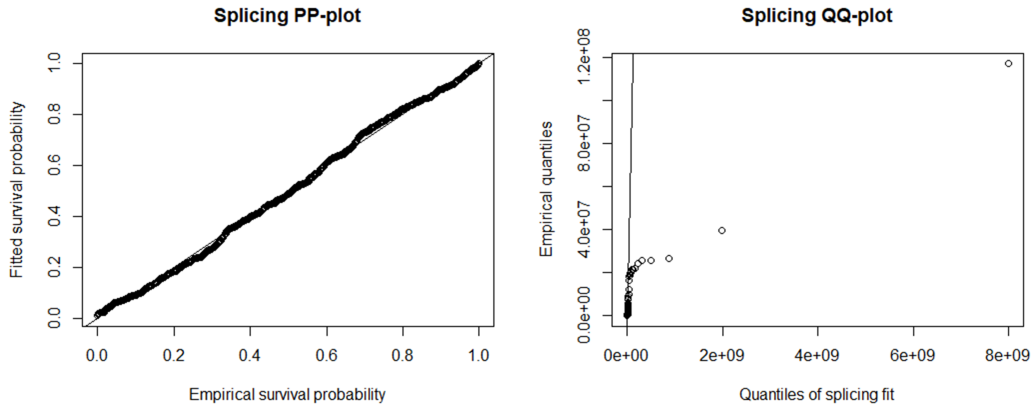 Splicing PP-plot
Fitted survival probability
1.0
0.8
0.6
0.4
0.2
0.0
0.0 0.2 0.4 0.6 0.8 1.0
Empirical survival probability
Splicing QQ-plot
Empirical quantiles
1.2e+08
8.0e+07
4.0e+07
0.0e+00
0e+00 2e+09 4e+09 6e+09 8e+09
Quantiles of splicing fit